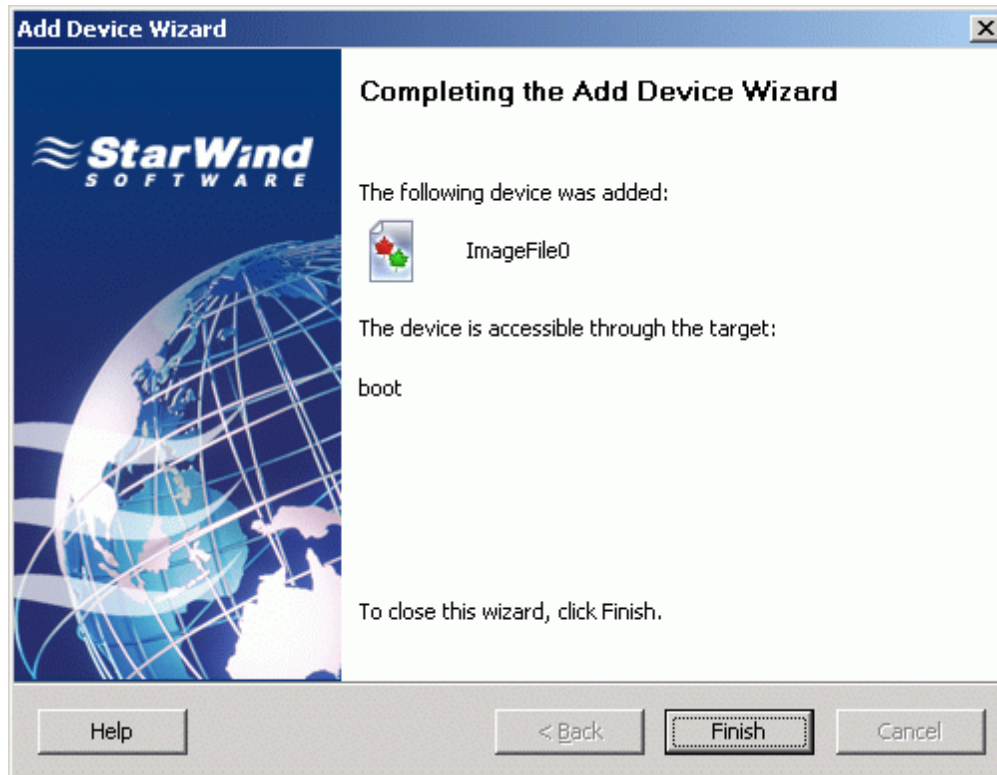 Add Device Wizard
StarWind
SOFTWARE
Completing the Add Device Wizard
The following device was added:
ImageFile0
The device is accessible through the target:
boot
To close this wizard, click Finish.
Help
< Back
Finish
Cancel